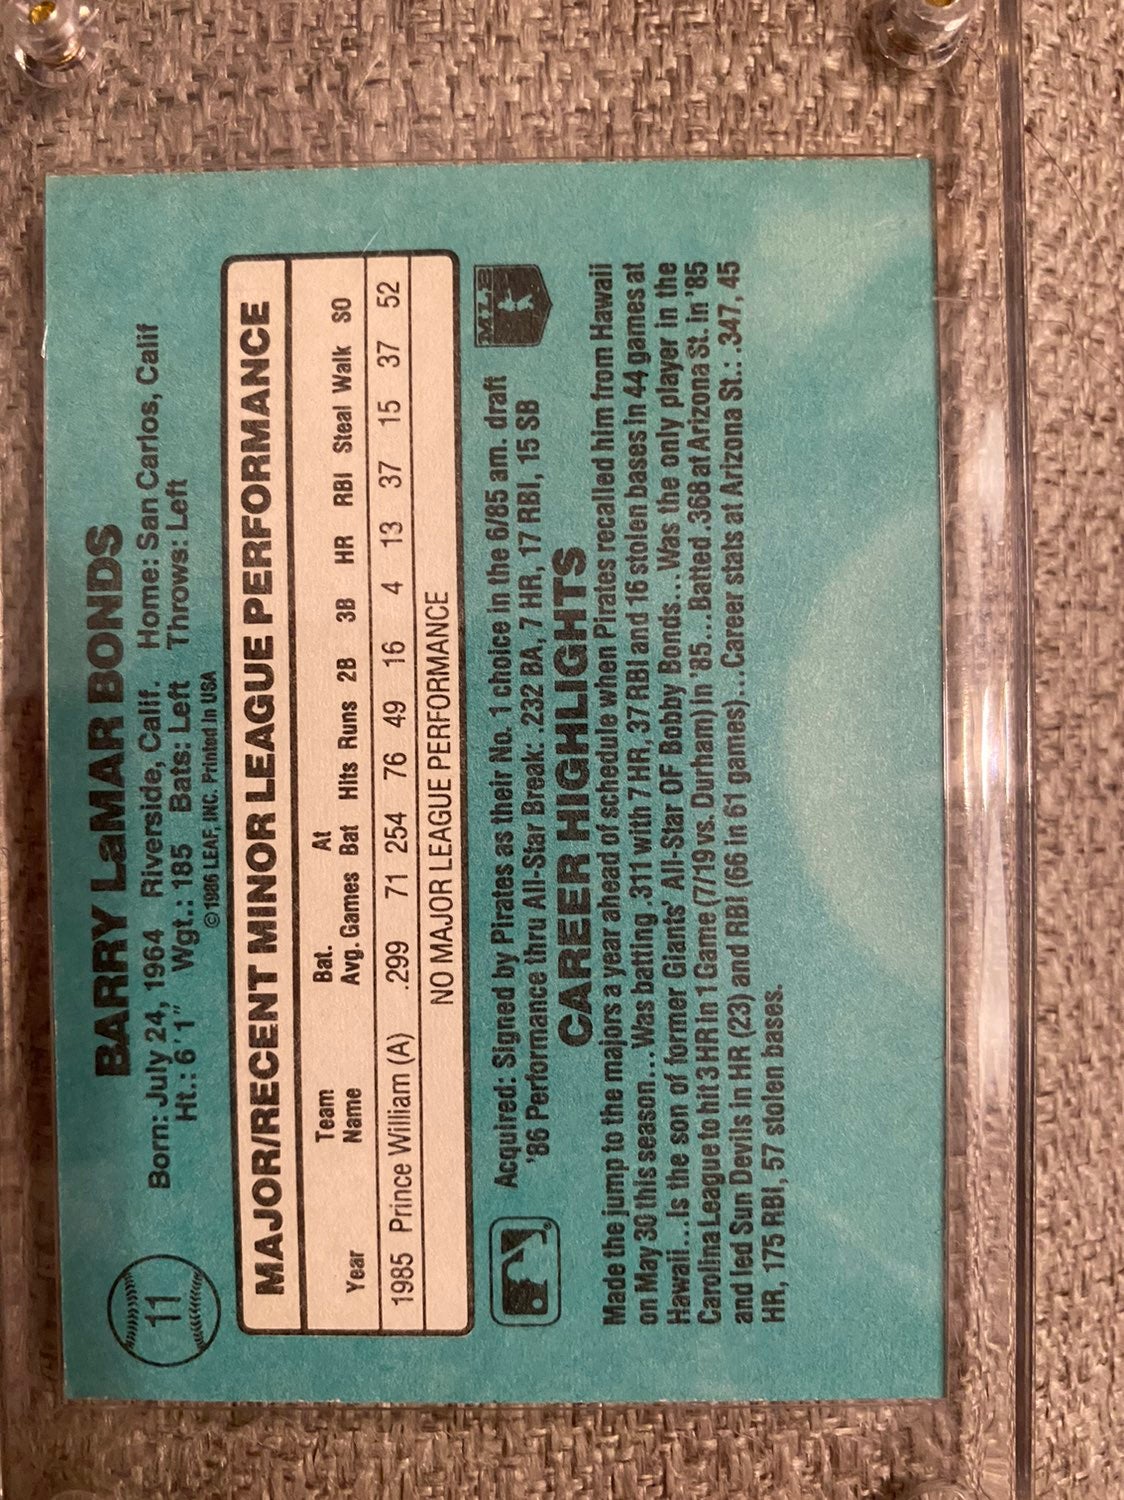 11
BARRY LaMAR BONDS
Born: July 24, 1964 Riverside, Calif. Home: San Carlos, Calif
Ht.: 6'1" Wgt.: 185 Bats: Left Throws: Left
©1986 LEAF, INC. Printed In USA
MAJOR/RECENT MINOR LEAGUE PERFORMANCE
Team Bat. At
Year Name Avg. Games Bat Hits Runs 2B 3B HR RBI Steal Walk SO
1985 Prince William (A) .299 71 254 76 49 16 4 13 37 15 37 52
NO MAJOR LEAGUE PERFORMANCE
Acquired: Signed by Pirates as their No. 1 choice in the 6/85 am. draft
'86 Performance thru All-Star Break: .232 BA, 7 HR, 17 RBI, 15 SB
MLB
CAREER HIGHLIGHTS
Made the jump to the majors a year ahead of schedule when Pirates recalled him from Hawaii
on May 30 this season...Was batting .311 with 7 HR, 37 RBI and 16 stolen bases in 44 games at
Hawaii...Is the son of former Giants' All-Star OF Bobby Bonds...Was the only player in the
Carolina League to hit 3 HR in 1 Game (7/19 vs. Durham) in '85...Batted .368 at Arizona St. in '85
and led Sun Devils in HR (23) and RBI (66 in 61 games)...Career stats at Arizona St.: .347, 45
HR, 175 RBI, 57 stolen bases.